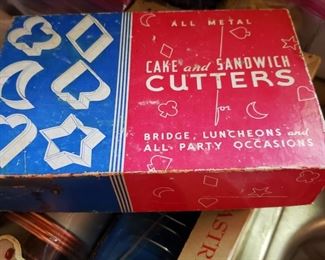 ALL METAL
CAKE and SANDWICH
CUTTERS
for
BRIDGE, LUNCHEONS and
ALL PARTY OCCASIONS